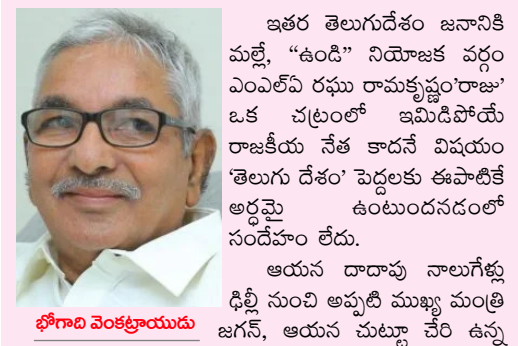 ఇతర తెలుగుదేశం జనానికి
మల్లే, “ఉండి” నియోజక వర్గం
ఎంఎల్ఏ రఘు రామకృష్ణం’రాజు’
ఒక చట్రంలో ఇమిడిపోయే
రాజకీయ నేత కాదనే విషయం
‘తెలుగు దేశం’ పెద్దలకు ఈపాటికే
అర్ధమై ఉంటుందనడంలో
సందేహం లేదు.
ఆయన దాదాపు నాలుగేళ్లు
ఢిల్లీ నుంచి అప్పటి ముఖ్య మంత్రి
జగన్, ఆయన చుట్టూ చేరి ఉన్న
భోగాది వెంకట్రాయుడు